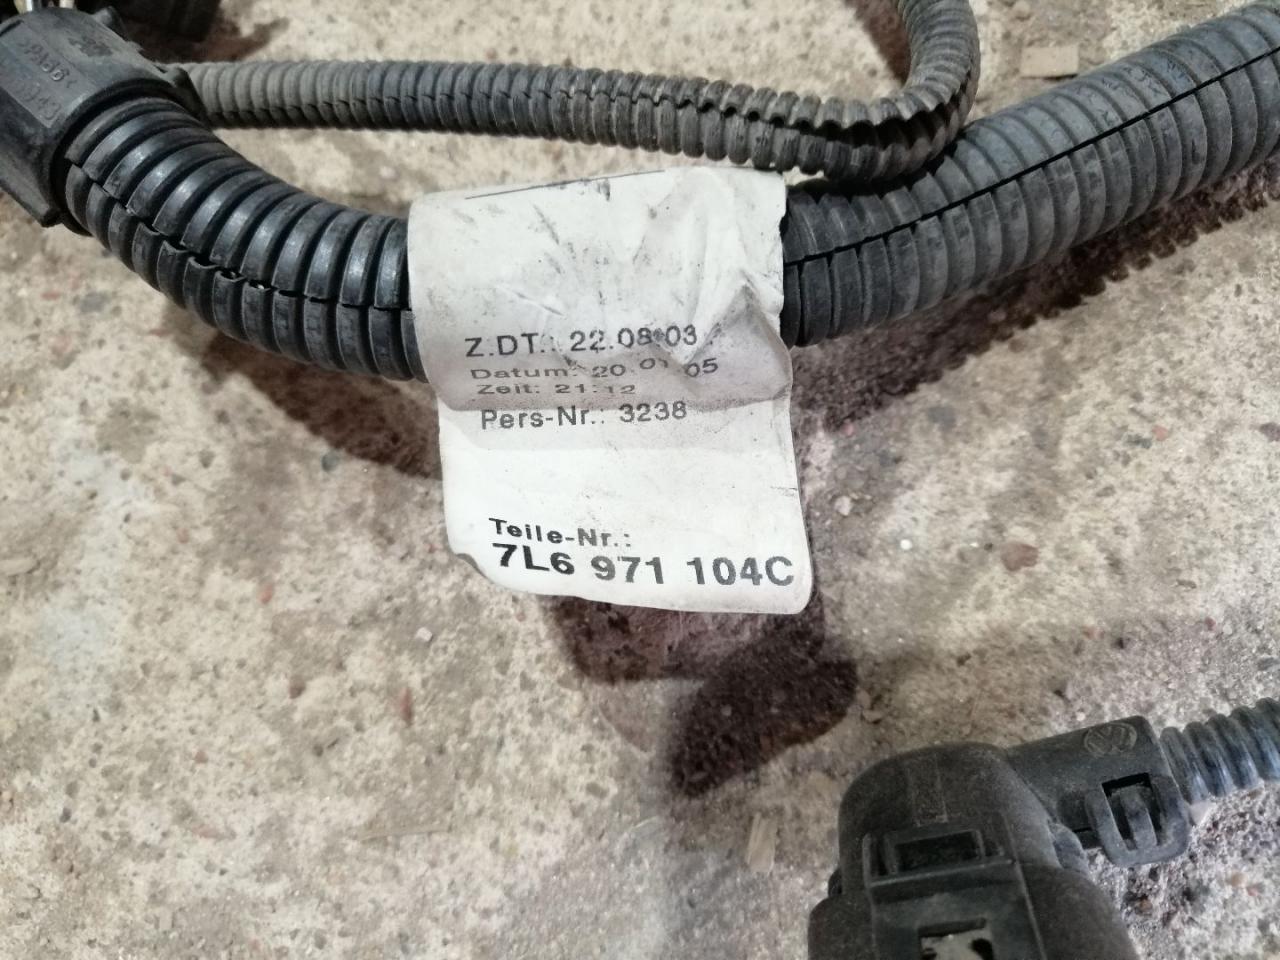 >PA66<
Z.DT.: 22.08.03
Datum: 20.01.05
Zeit: 21:12
Pers-Nr.: 3238
Teile-Nr.:
7L6 971 104C